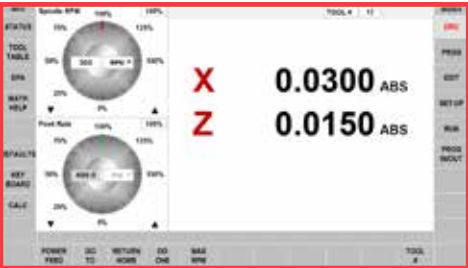 STATUS
TOOL TABLE
MATH HELP
DEFAULTS
KEY BOARD
CALC
Spindle RPM
100%
150%
TOOL #
75%
125%
50%
25%
0%
Feed Rate
100%
150%
75%
125%
50%
25%
0%
X 0.0300 ABS
Z 0.0150 ABS
DRO
PROG
EDIT
SET UP
RUN
PROG IN/OUT
POWER FEED
GO TO
RETURN HOME
DO ONE
MAX RPM
TOOL #